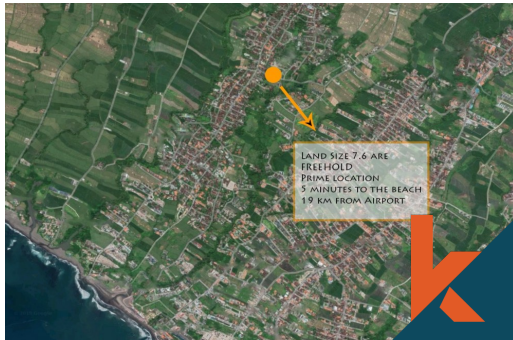 Land Size 7.6 are
FREEHOLD
Prime location
5 minutes to the beach
19 km from Airport